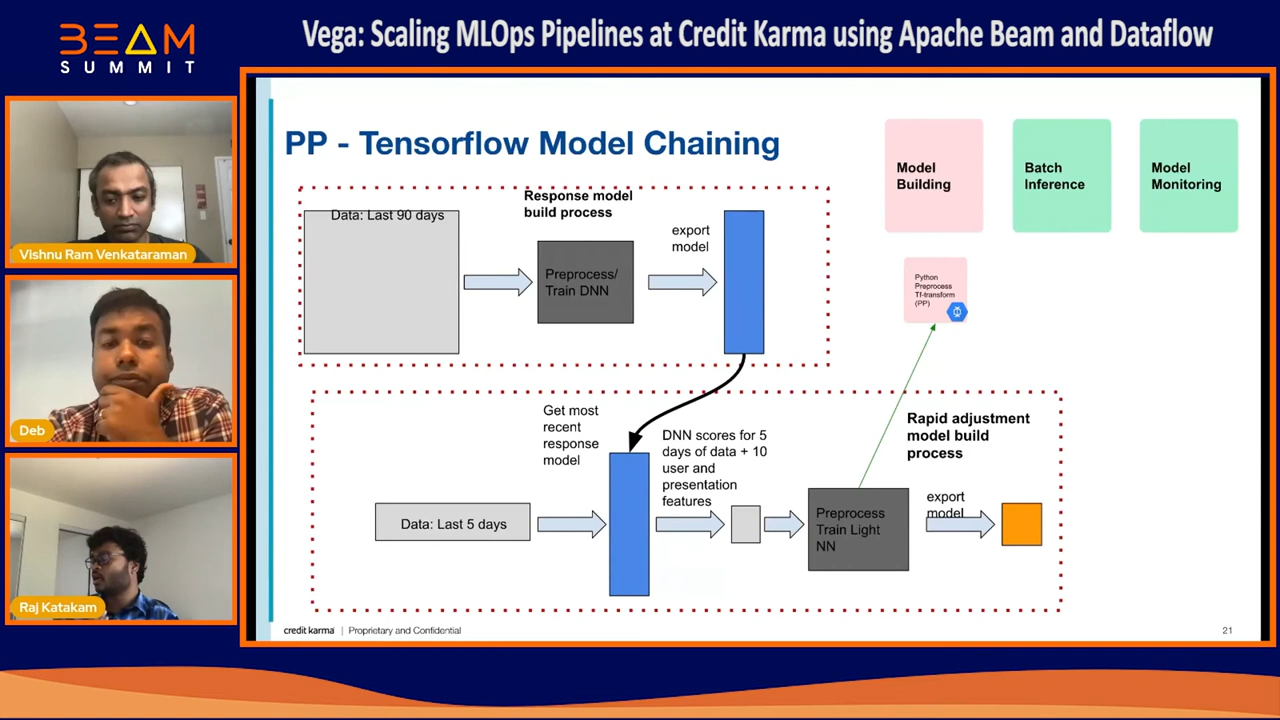 BEAM
SUMMIT
Vega: Scaling MLOps Pipelines at Credit Karma using Apache Beam and Dataflow
Vishnu Ram Venkataraman
Deb
Raj Katakam
PP - Tensorflow Model Chaining
Model
Building
Batch
Inference
Model
Monitoring
Response model
build process
Data: Last 90 days
export
model
Preprocess/
Train DNN
Python
Preprocess
Tf-transform
(PP)
Get most
recent
response
model
DNN scores for 5
days of data + 10
user and
presentation
features
Rapid adjustment
model build
process
Data: Last 5 days
Preprocess
Train Light
NN
export
model
credit karma | Proprietary and Confidential
21